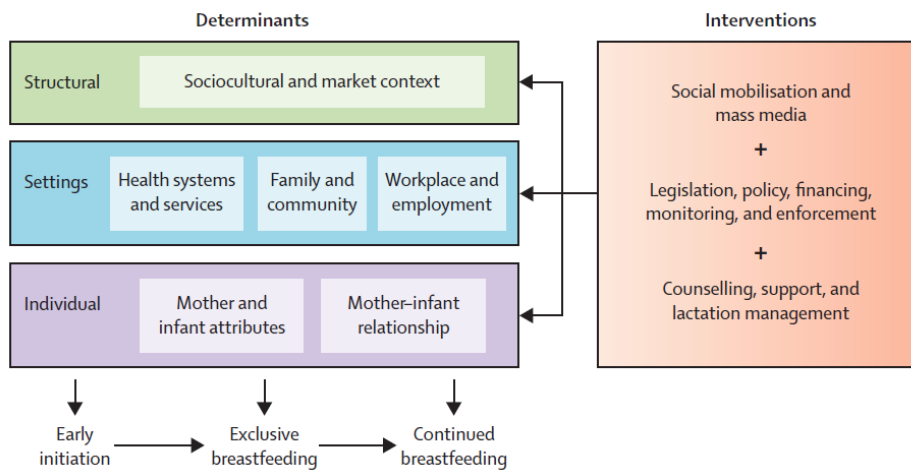 Determinants
Structural
Sociocultural and market context
Settings
Health systems
and services
Family and
community
Workplace and
employment
Individual
Mother and
infant attributes
Mother–infant
relationship
Early
initiation
Exclusive
breastfeeding
Continued
breastfeeding
Interventions
Social mobilisation and
mass media
+
Legislation, policy, financing,
monitoring, and enforcement
+
Counselling, support, and
lactation management